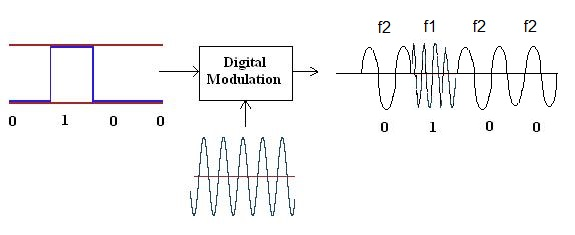 f2 f1 f2 f2
Digital
Modulation
0 1 0 0
0 1 0 0